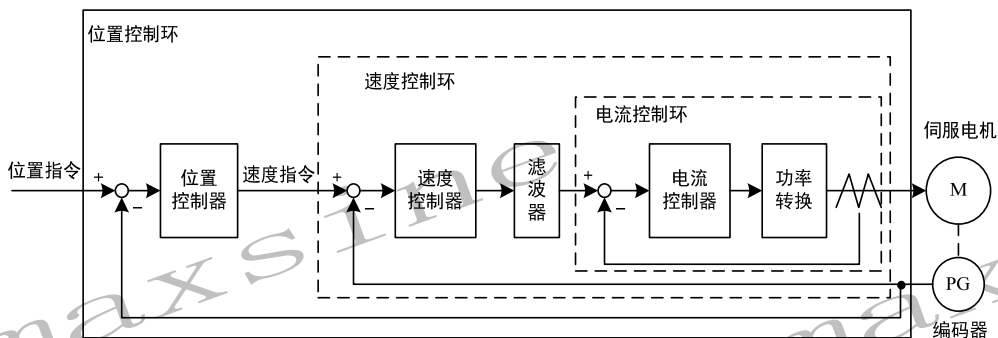 位置控制环
速度控制环
电流控制环
伺服电机
位置指令
+
−
位置
控制器
速度指令
+
−
速度
控制器
滤
波
器
+
−
电流
控制器
功率
转换
M
PG
编码器
maxsine
max